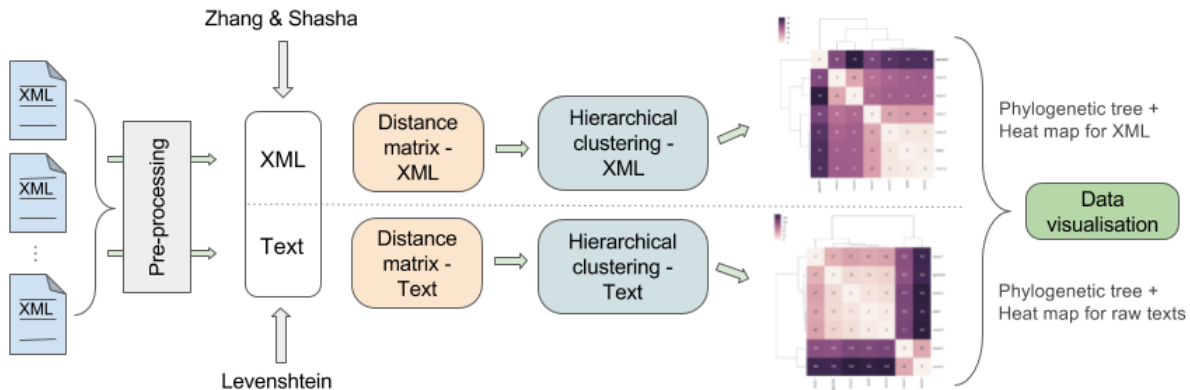 Zhang & Shasha
XML
XML
⋮
XML
Pre-processing
XML
Text
Levenshtein
Distance
matrix -
XML
Hierarchical
clustering -
XML
Distance
matrix -
Text
Hierarchical
clustering -
Text
Phylogenetic tree +
Heat map for XML
Data
visualisation
Phylogenetic tree +
Heat map for raw texts